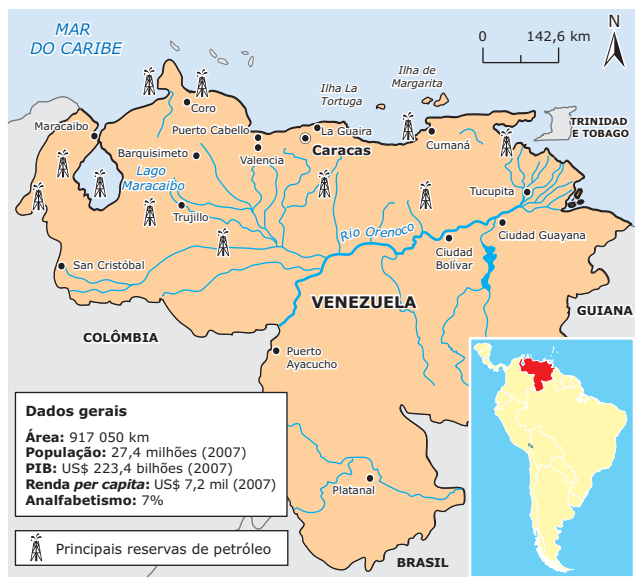 MAR
DO CARIBE
0 142,6 km
N
Ilha de
Margarita
Ilha La
Tortuga
Coro
Maracaibo
Puerto Cabello
La Guaira
TRINIDAD
E TOBAGO
Caracas
Cumaná
Barquisimeto
Valencia
Lago
Maracaibo
Tucupita
Trujillo
Rio Orenoco
Ciudad Guayana
Ciudad
Bolívar
San Cristóbal
VENEZUELA
GUIANA
COLÔMBIA
Puerto
Ayacucho
Dados gerais
Área: 917 050 km
População: 27,4 milhões (2007)
PIB: US$ 223,4 bilhões (2007)
Renda per capita: US$ 7,2 mil (2007)
Analfabetismo: 7%
Platanal
Principais reservas de petróleo
BRASIL